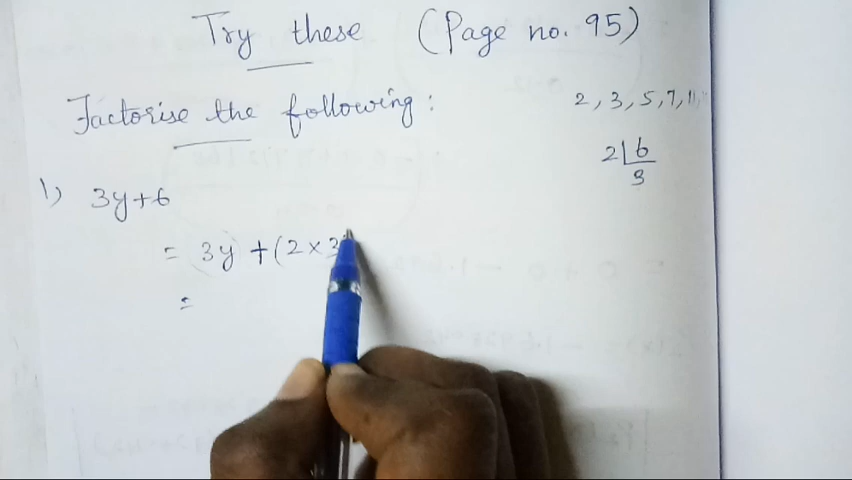 Try these (Page no. 95)
Factorise the following:
2, 3, 5, 7, 11,
2 6
3
1) 3y+6
= 3y + (2 × 3
=